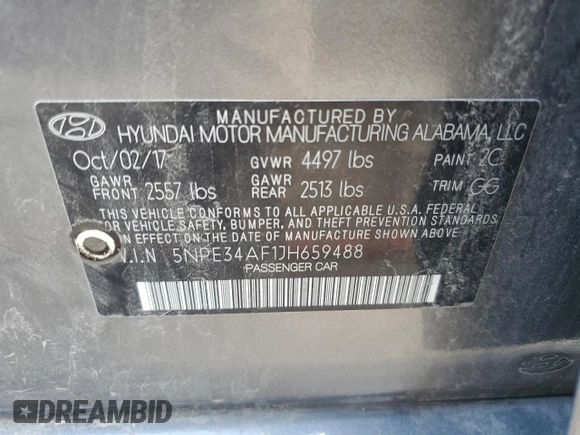 MANUFACTURED BY
HYUNDAI MOTOR MANUFACTURING ALABAMA, LLC
Oct/02/17 GVWR 4497 lbs PAINT 2C
GAWR FRONT 2557 lbs GAWR REAR 2513 lbs TRIM GG
THIS VEHICLE CONFORMS TO ALL APPLICABLE U.S.A. FEDERAL
VEHICLE SAFETY, BUMPER, AND THEFT PREVENTION STANDARDS
IN EFFECT ON THE DATE OF MANUFACTURE SHOWN ABOVE.
V.I.N 5NPE34AF1JH659488
PASSENGER CAR
DREAMBID